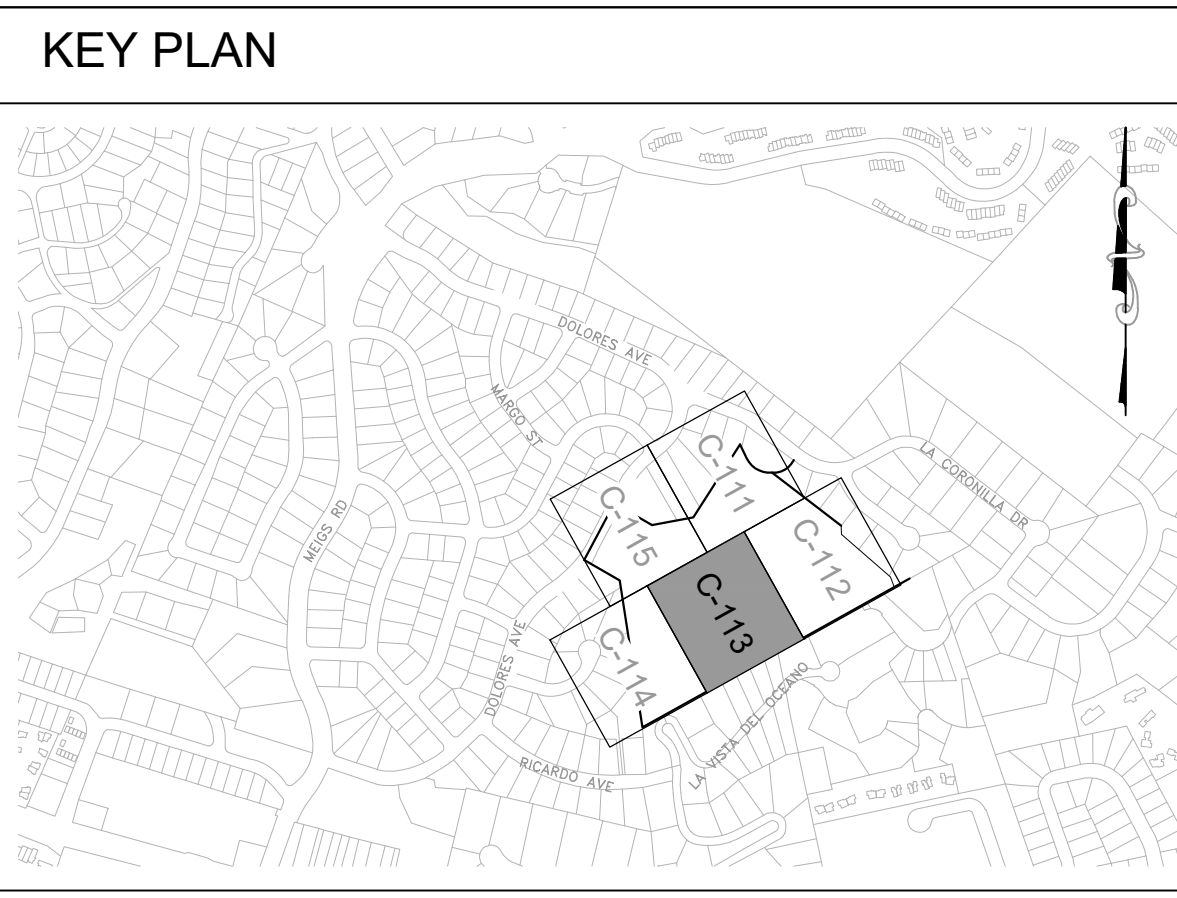 KEY PLAN
DOLORES AVE
MARGO ST
LA CORONILLA DR
C-111
C-115
C-112
MEIGS RD
C-113
DOLORES AVE
C-114
LA VISTA DEL OCEANO
RICARDO AVE